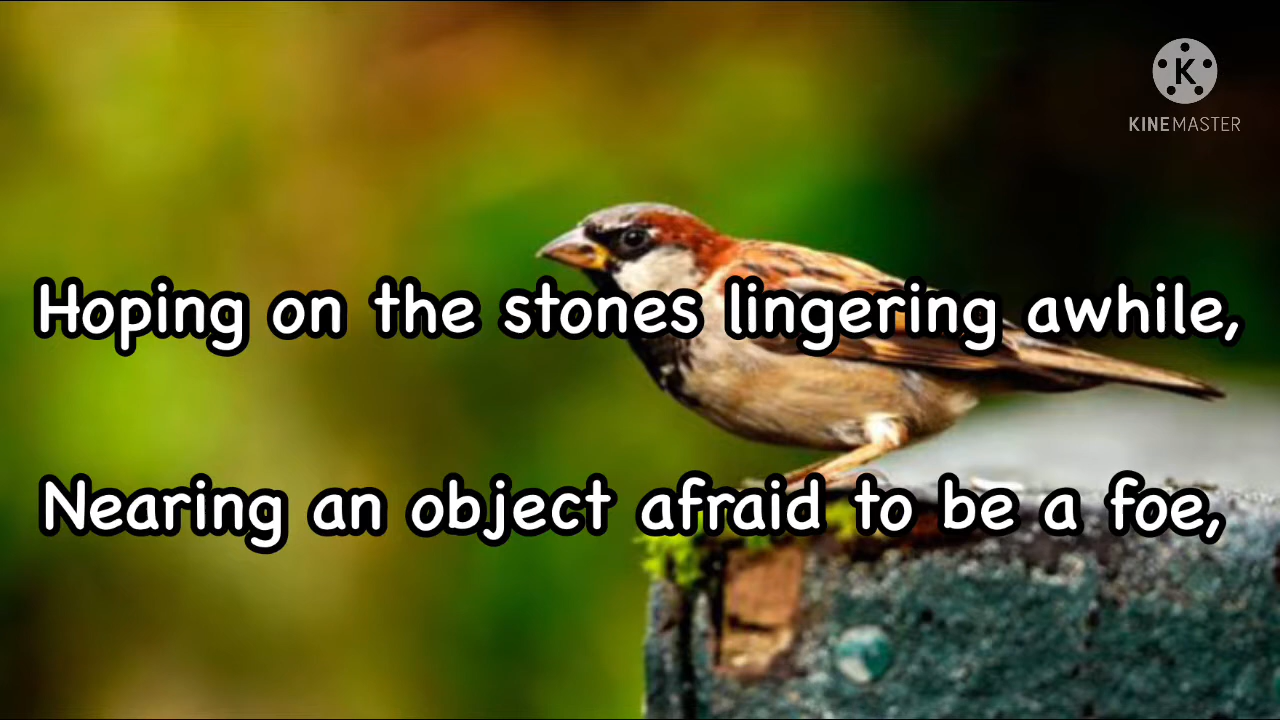 KINEMASTER
Hoping on the stones lingering awhile,
Nearing an object afraid to be a foe,